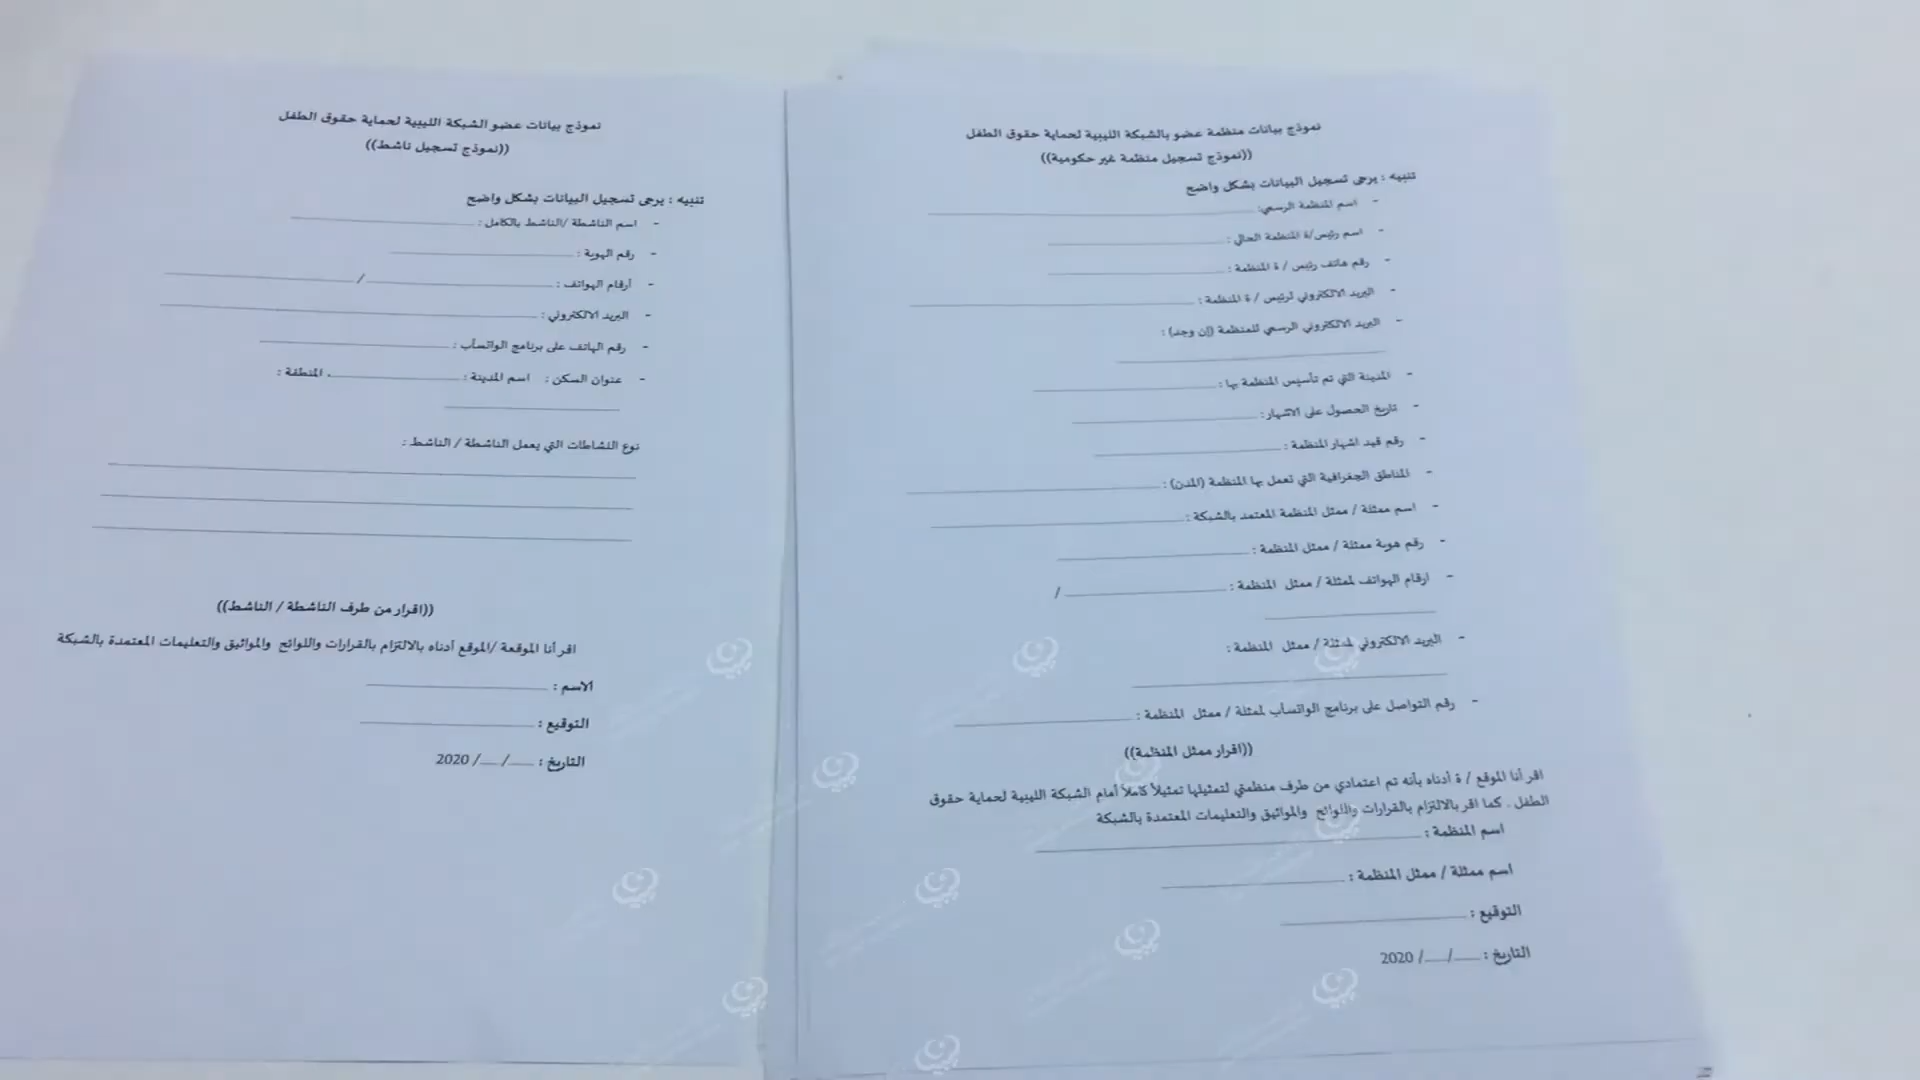 نموذج بيانات منظمة عضو بالشبكة الليبية لحماية حقوق الطفل
((نموذج تسجيل منظمة غير حكومية))
تنبيه : يرجى تسجيل البيانات بشكل واضح
- اسم المنظمة الرسمي:
- اسم رئيس/ة المنظمة الحالي :
- رقم هاتف رئيس / ة المنظمة :
- البريد الالكتروني لرئيس / ة المنظمة :
- البريد الالكتروني الرسمي للمنظمة (إن وجد) :
- المدينة التي تم تأسيس المنظمة بها :
- تاريخ الحصول على الاشهار :
- رقم قيد اشهار المنظمة :
- المناطق الجغرافية التي تعمل بها المنظمة (المدن) :
- اسم ممثلة / ممثل المنظمة المعتمد بالشبكة :
- رقم هوية ممثلة / ممثل المنظمة :
- ارقام الهواتف لممثلة / ممثل المنظمة : /
- البريد الالكتروني لممثلة / ممثل المنظمة :
- رقم التواصل على برنامج الواتسأب لممثلة / ممثل المنظمة :
((اقرار ممثل المنظمة))
اقر أنا الموقع / ة أدناه بأنه تم اعتمادي من طرف منظمتي لتمثيلها تمثيلاً كاملاً أمام الشبكة الليبية لحماية حقوق
الطفل . كما اقر بالالتزام بالقرارات واللوائح والمواثيق والتعليمات المعتمدة بالشبكة
اسم المنظمة :
اسم ممثلة / ممثل المنظمة :
التوقيع :
التاريخ : / / 2020
نموذج بيانات عضو الشبكة الليبية لحماية حقوق الطفل
((نموذج تسجيل ناشط))
تنبيه : يرجى تسجيل البيانات بشكل واضح
- اسم الناشطة /الناشط بالكامل :
- رقم الهوية :
- أرقام الهواتف : /
- البريد الالكتروني :
- رقم الهاتف على برنامج الواتسأب :
- عنوان السكن : اسم المدينة : . المنطقة :
نوع النشاطات التي يعمل الناشطة / الناشط :
((اقرار من طرف الناشطة / الناشط))
اقر أنا الموقعة /الموقع أدناه بالالتزام بالقرارات واللوائح والمواثيق والتعليمات المعتمدة بالشبكة
الاسم :
التوقيع :
التاريخ : / / 2020